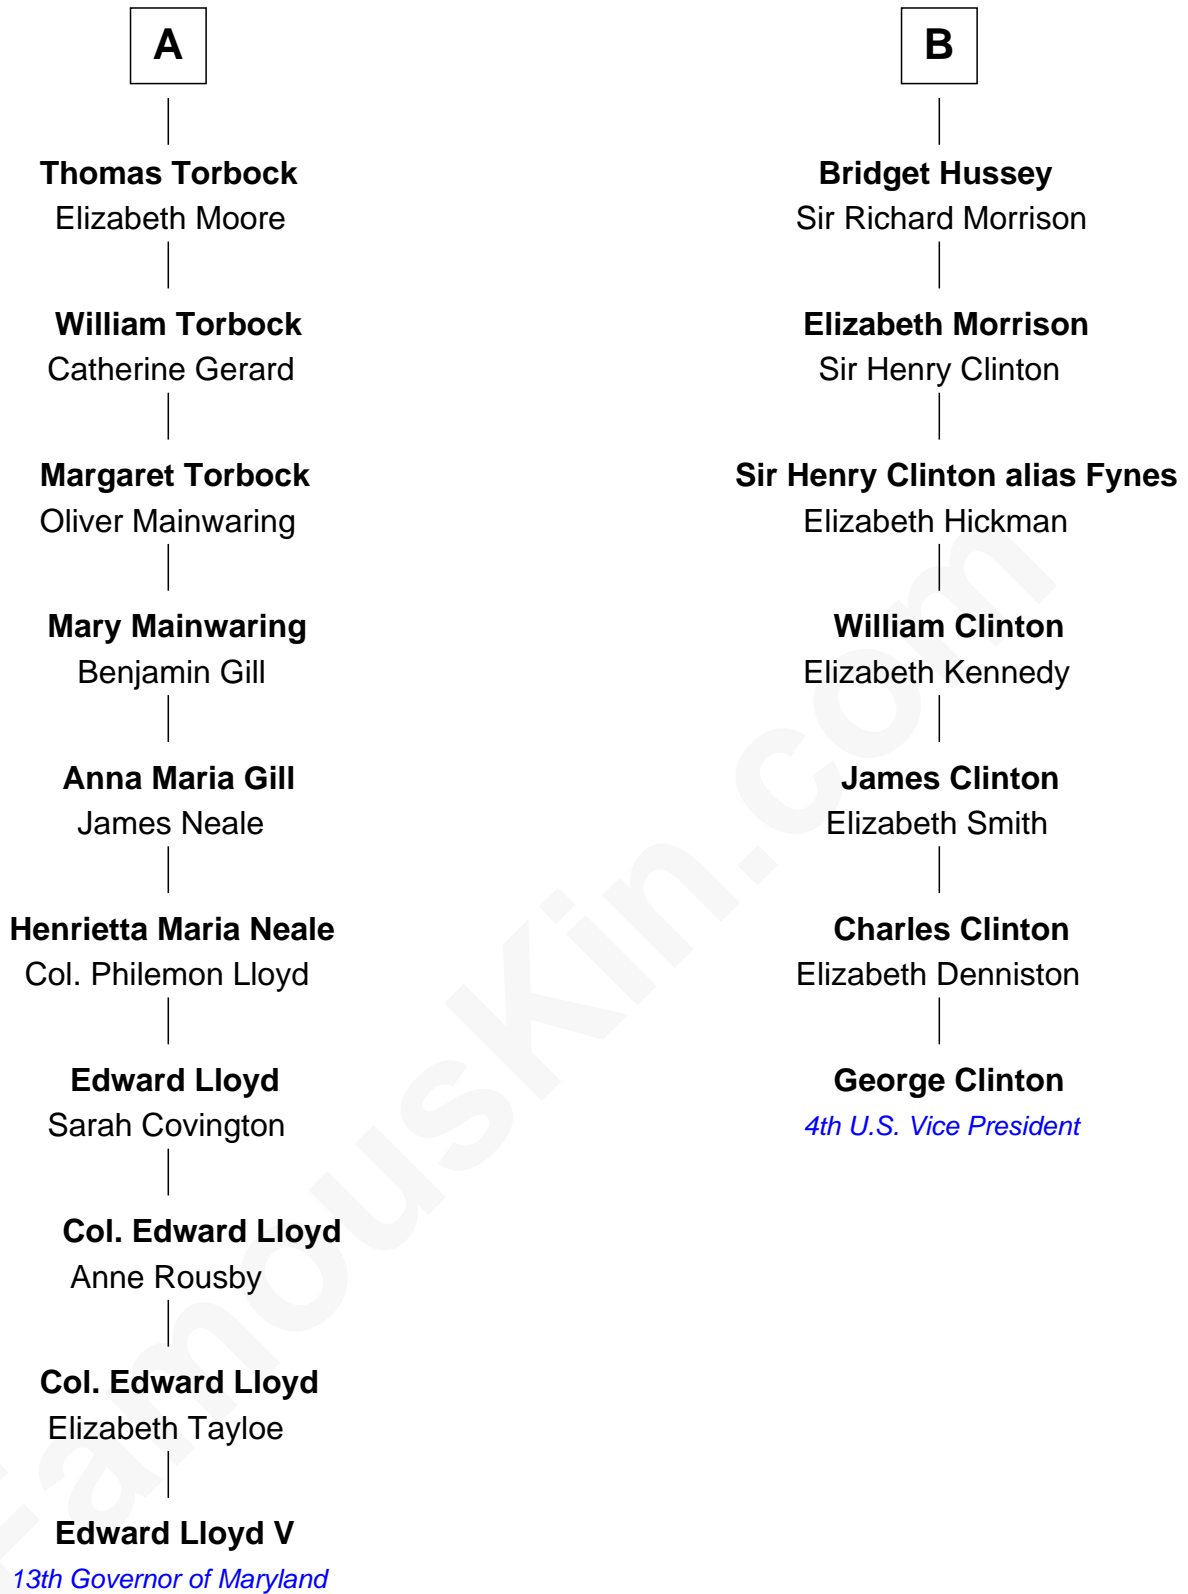 A
Thomas Torbock
Elizabeth Moore
William Torbock
Catherine Gerard
Margaret Torbock
Oliver Mainwaring
Mary Mainwaring
Benjamin Gill
Anna Maria Gill
James Neale
Henrietta Maria Neale
Col. Philemon Lloyd
Edward Lloyd
Sarah Covington
Col. Edward Lloyd
Anne Rousby
Col. Edward Lloyd
Elizabeth Tayloe
Edward Lloyd V
13th Governor of Maryland
B
Bridget Hussey
Sir Richard Morrison
Elizabeth Morrison
Sir Henry Clinton
Sir Henry Clinton alias Fynes
Elizabeth Hickman
William Clinton
Elizabeth Kennedy
James Clinton
Elizabeth Smith
Charles Clinton
Elizabeth Denniston
George Clinton
4th U.S. Vice President
FamousKin.com